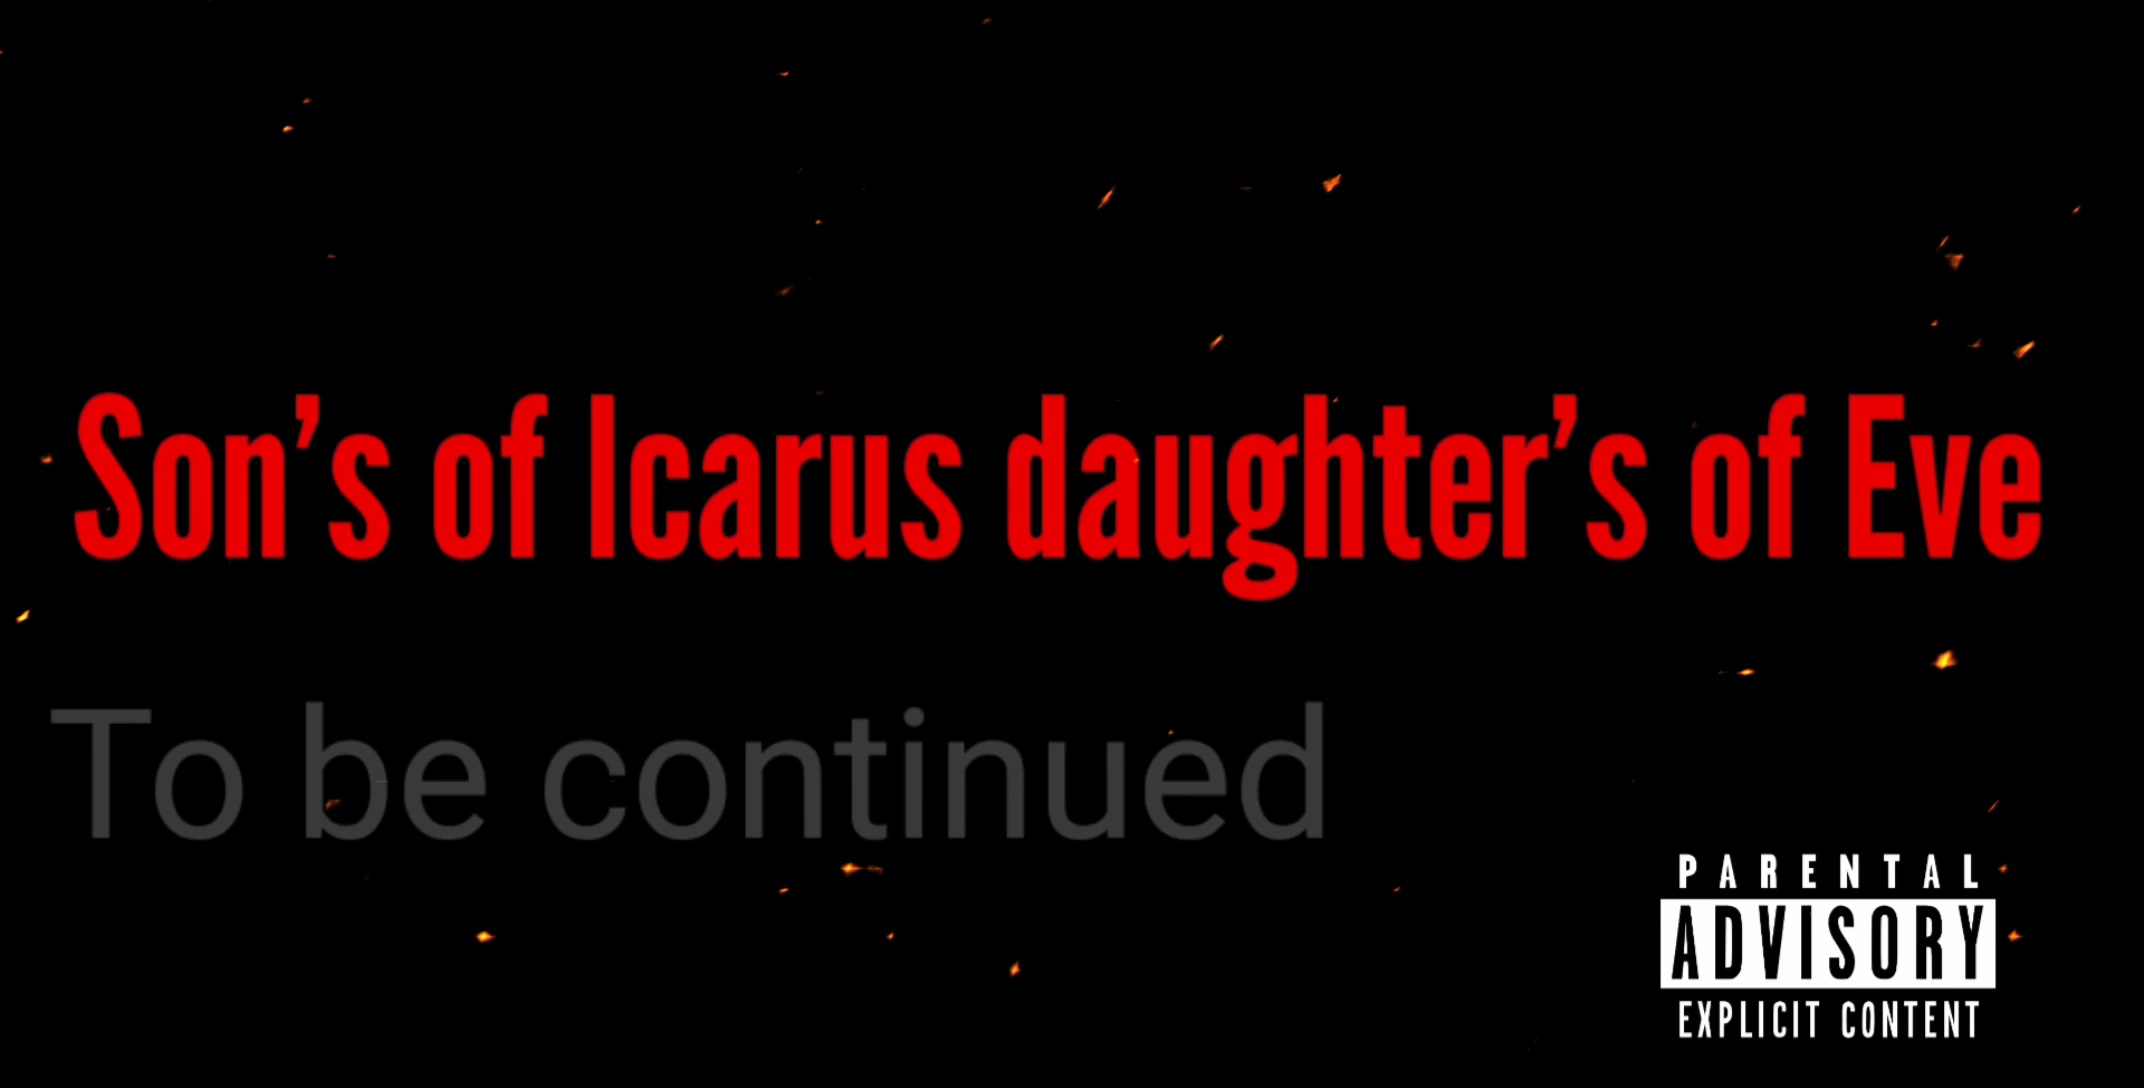 Son’s of Icarus daughter’s of Eve
To be continued
PARENTAL
ADVISORY
EXPLICIT CONTENT